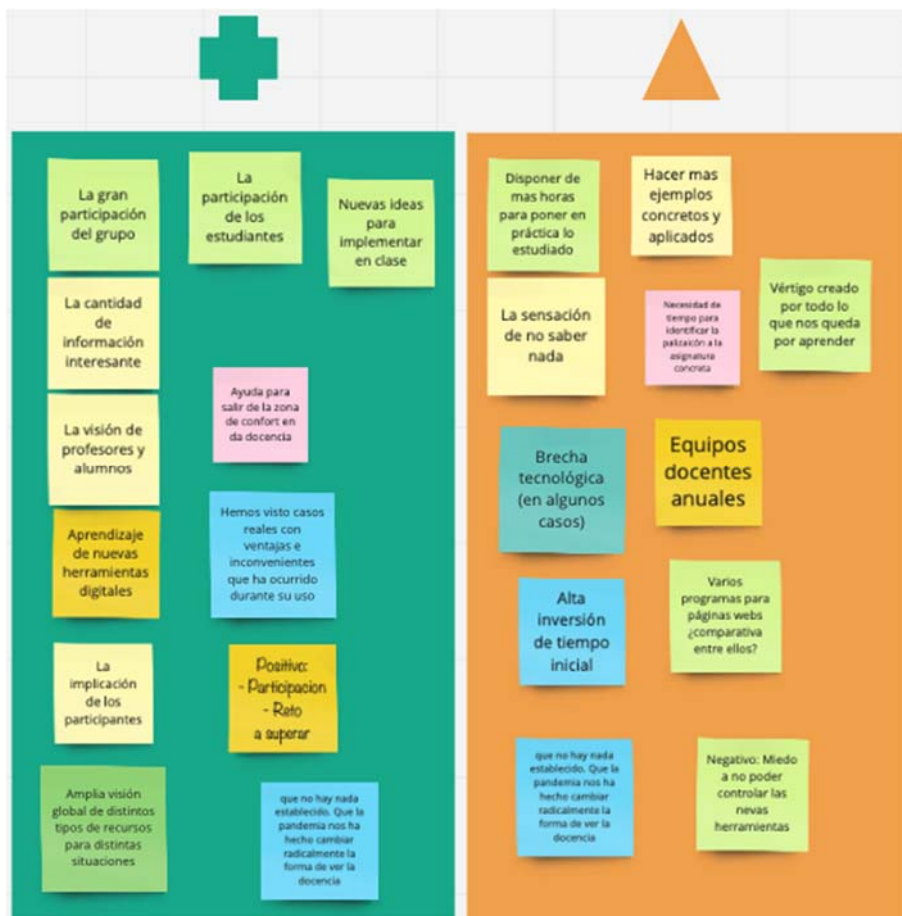 La gran
participación
del grupo
La
participación
de los
estudiantes
Nuevas ideas
para
implementar
en clase
La cantidad
de
información
interesante
Ayuda para
salir de la zona
de confort en
da docencia
La visión de
profesores y
alumnos
Aprendizaje
de nuevas
herramientas
digitales
Hemos visto casos
reales con
ventajas e
inconvenientes
que ha ocurrido
durante su uso
La
implicación
de los
participantes
Positivo:
- Participacion
- Reto
a superar
Amplia visión
global de distintos
tipos de recursos
para distintas
situaciones
que no hay nada
establecido. Que la
pandemia nos ha
hecho cambiar
radicalmente la
forma de ver la
docencia
Disponer de
mas horas
para poner en
práctica lo
estudiado
Hacer mas
ejemplos
concretos y
aplicados
La sensación
de no saber
nada
Necesidad de
tiempo para
identificar la
palizaicón a la
asignatura
concreta
Vértigo creado
por todo lo
que nos queda
por aprender
Brecha
tecnológica
(en algunos
casos)
Equipos
docentes
anuales
Alta
inversión
de tiempo
inicial
Varios
programas para
páginas webs
¿comparativa
entre ellos?
que no hay nada
establecido. Que la
pandemia nos ha
hecho cambiar
radicalmente la
forma de ver la
docencia
Negativo: Miedo
a no poder
controlar las
nevas
herramientas